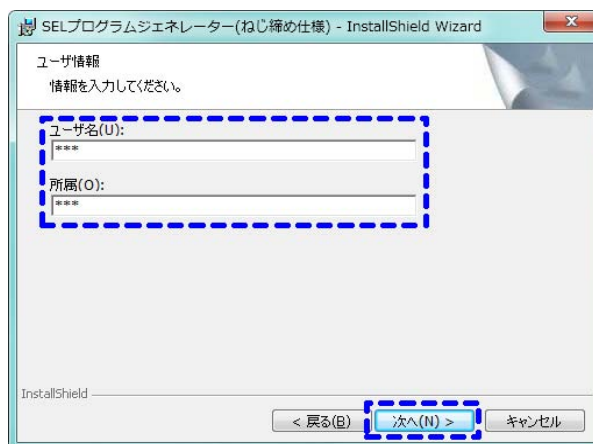 SELプログラムジェネレーター(ねじ締め仕様) - InstallShield Wizard
ユーザ情報
情報を入力してください。
ユーザ名(U):
***
所属(O):
***
InstallShield
< 戻る(B)
次へ(N) >
キャンセル